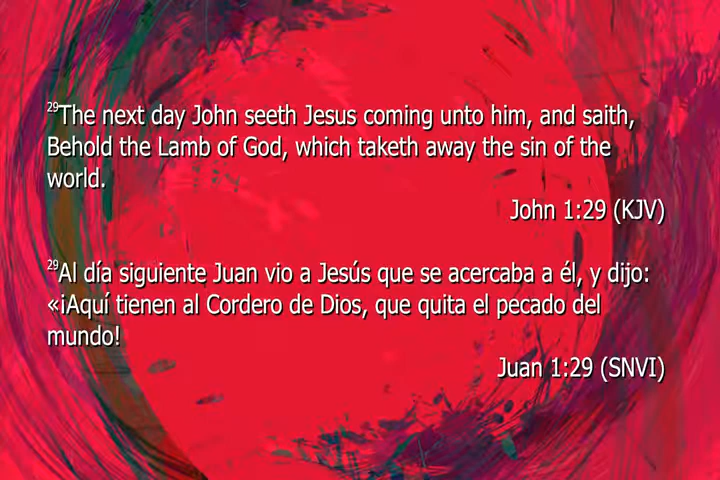 29The next day John seeth Jesus coming unto him, and saith,
Behold the Lamb of God, which taketh away the sin of the
world.
John 1:29 (KJV)
29Al día siguiente Juan vio a Jesús que se acercaba a él, y dijo:
«¡Aquí tienen al Cordero de Dios, que quita el pecado del
mundo!
Juan 1:29 (SNVI)